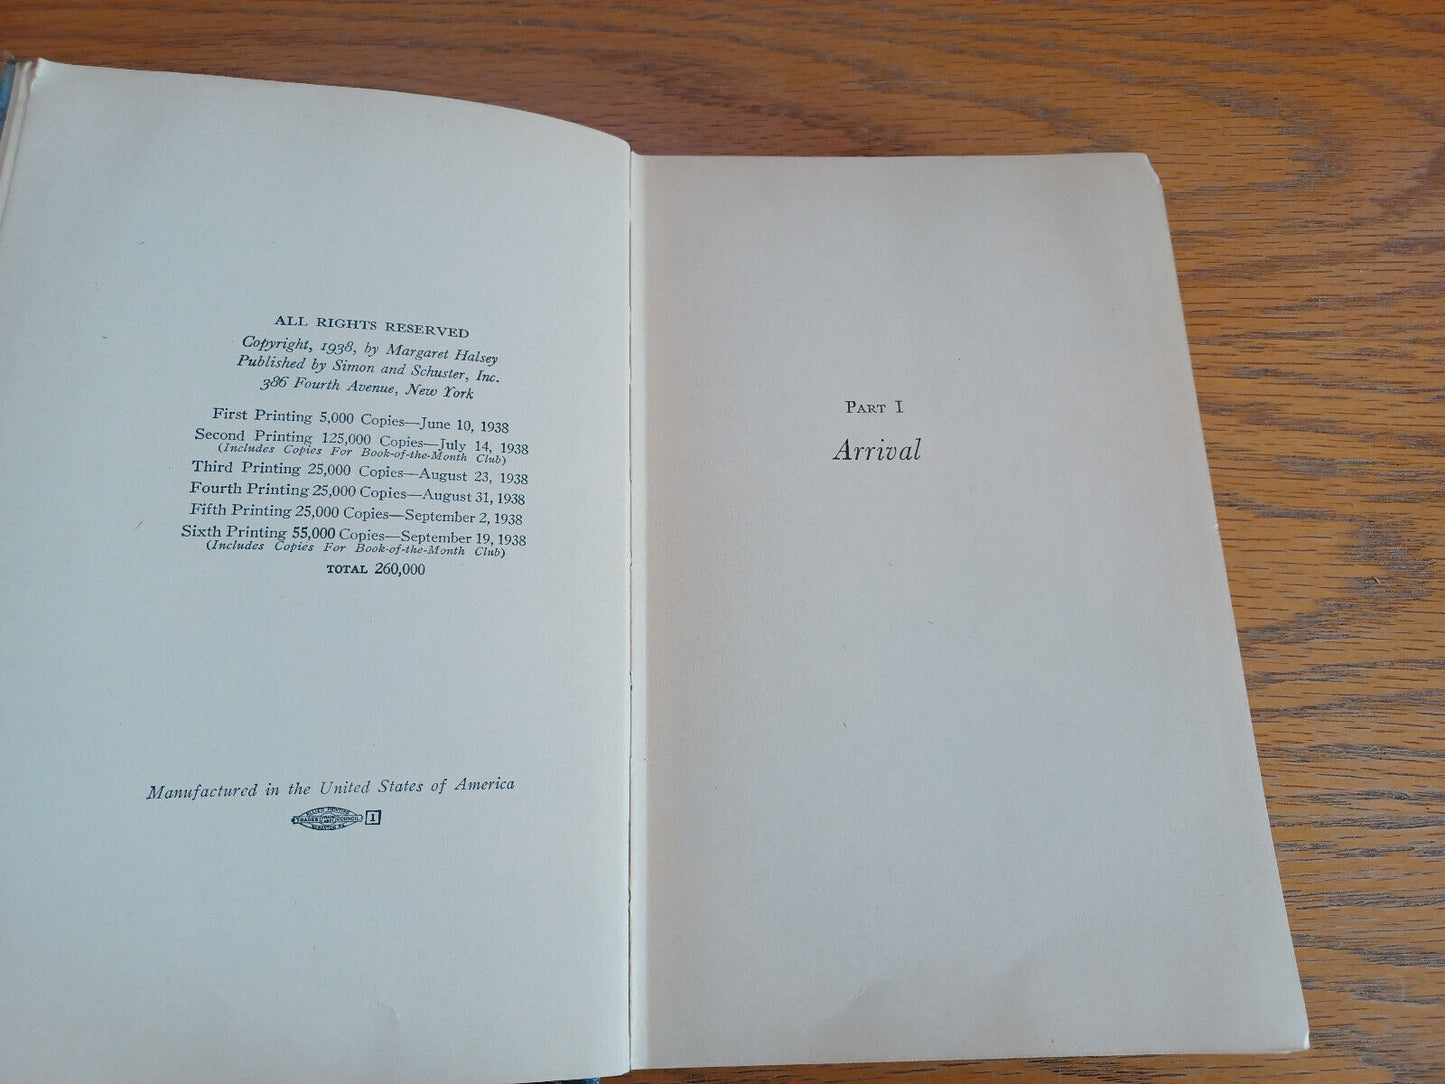 ALL RIGHTS RESERVED
Copyright, 1938, by Margaret Halsey
Published by Simon and Schuster, Inc.
386 Fourth Avenue, New York
First Printing 5,000 Copies—June 10, 1938
Second Printing 125,000 Copies—July 14, 1938
(Includes Copies For Book-of-the-Month Club)
Third Printing 25,000 Copies—August 23, 1938
Fourth Printing 25,000 Copies—August 31, 1938
Fifth Printing 25,000 Copies—September 2, 1938
Sixth Printing 55,000 Copies—September 19, 1938
(Includes Copies For Book-of-the-Month Club)
TOTAL 260,000
Manufactured in the United States of America
ALLIED PRINTING
TRADES COUNCIL
1
PART I
Arrival